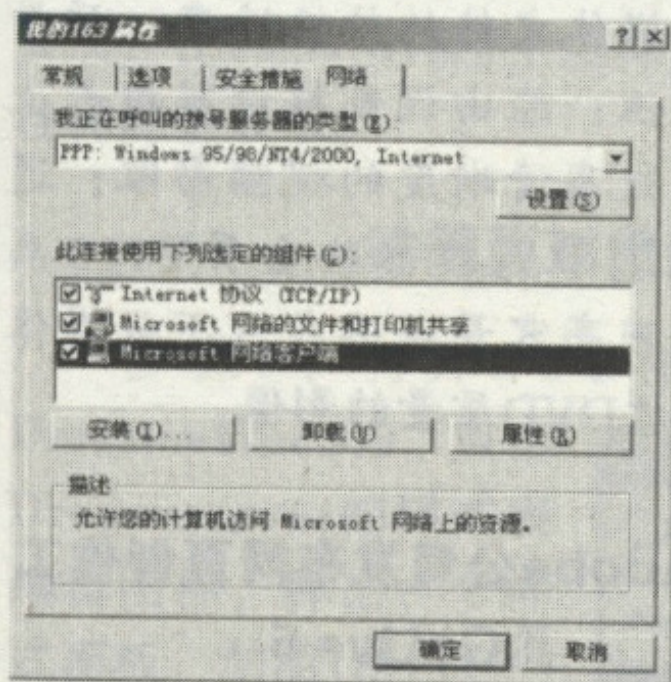 我的163 属性
常规 选项 安全措施 网络
我正在呼叫的拨号服务器的类型(E):
PPP: Windows 95/98/NT4/2000, Internet
设置(S)
此连接使用下列选定的组件(C):
Internet 协议 (TCP/IP)
Microsoft 网络的文件和打印机共享
Microsoft 网络客户端
安装(I)...
卸载(U)
属性(R)
描述
允许您的计算机访问 Microsoft 网络上的资源。
确定
取消